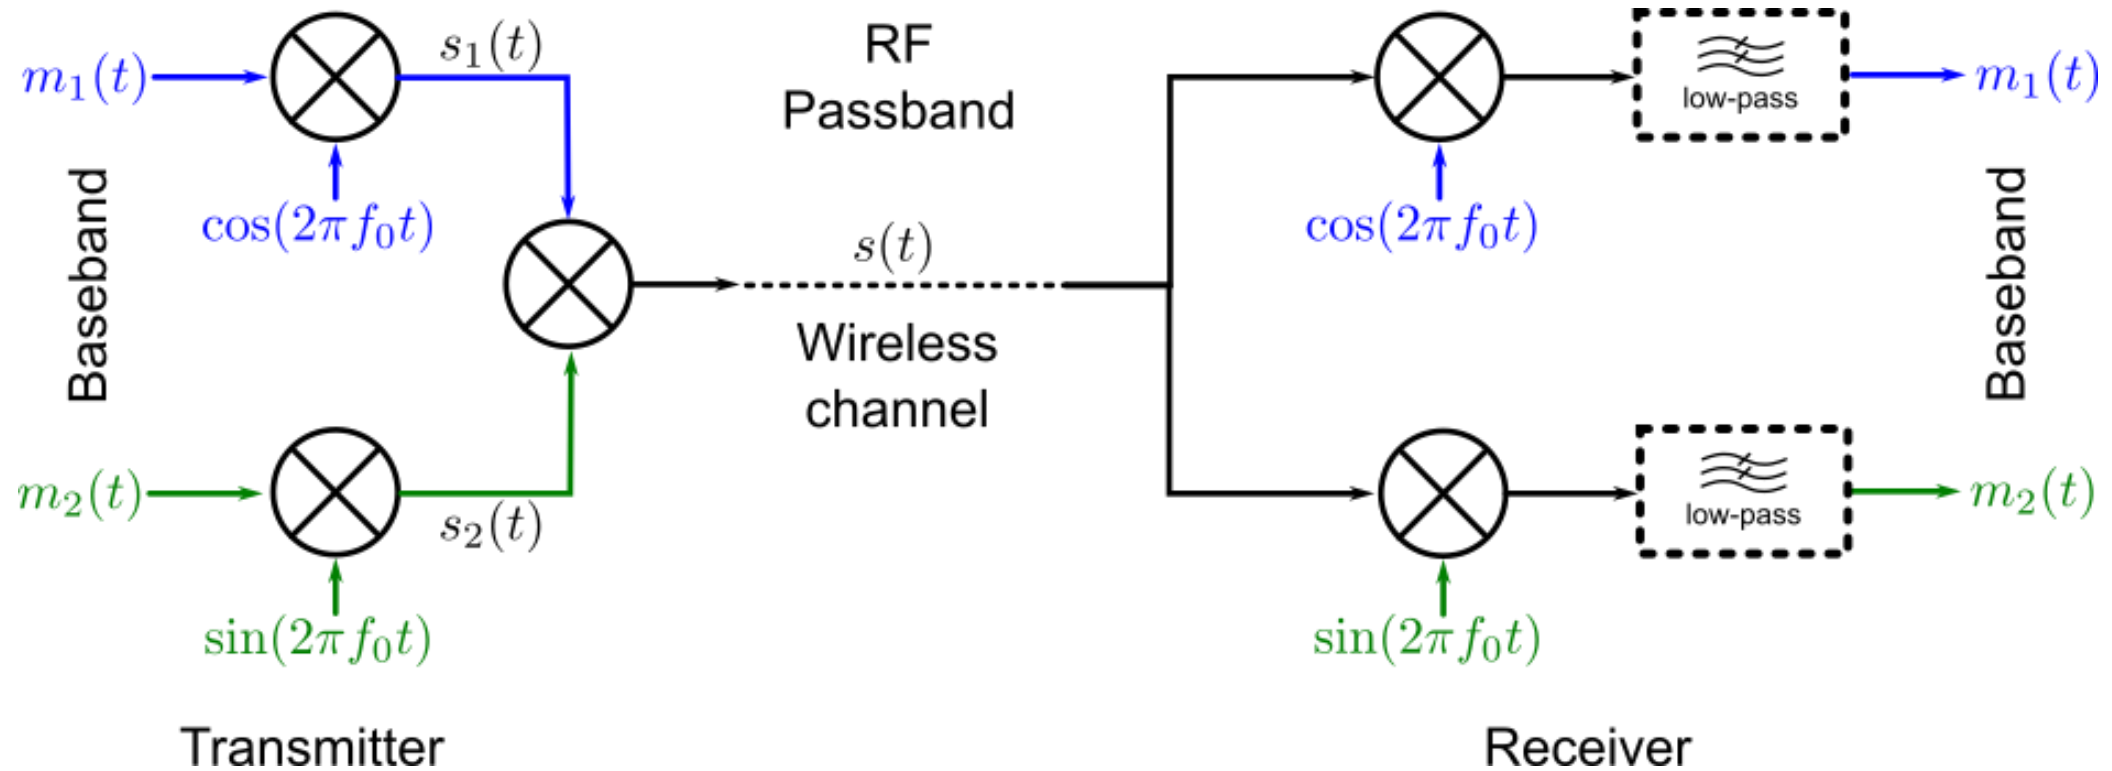 m₁(t)
s₁(t)
cos(2πf₀t)
Baseband
m₂(t)
s₂(t)
sin(2πf₀t)
Transmitter
RF
Passband
s(t)
Wireless
channel
cos(2πf₀t)
low-pass
m₁(t)
Baseband
low-pass
m₂(t)
sin(2πf₀t)
Receiver